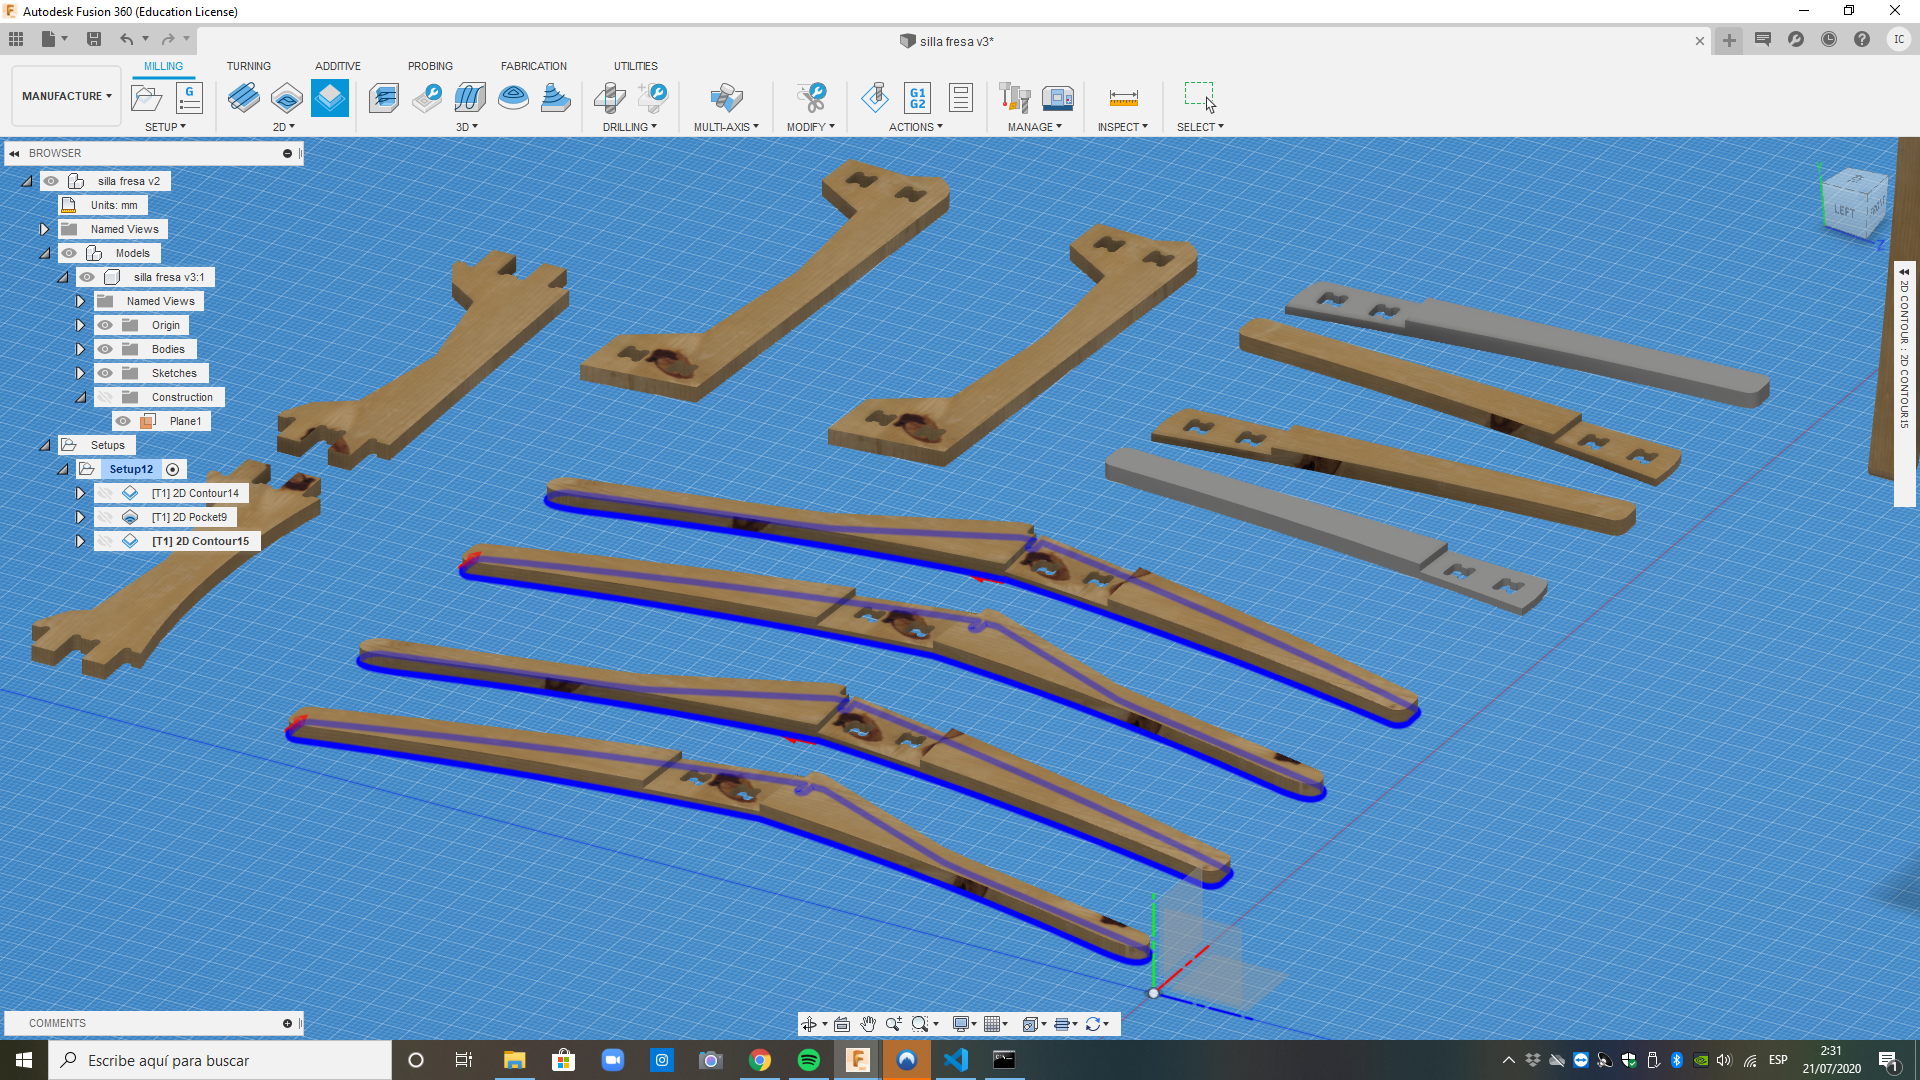 Autodesk Fusion 360 (Education License)
silla fresa v3*
IC
MILLING TURNING ADDITIVE PROBING FABRICATION UTILITIES
MANUFACTURE
G
G1
G2
SETUP 2D 3D DRILLING MULTI-AXIS MODIFY ACTIONS MANAGE INSPECT SELECT
BROWSER
silla fresa v2
Units: mm
Named Views
Models
silla fresa v3:1
Named Views
Origin
Bodies
Sketches
Construction
Plane1
Setups
Setup12
[T1] 2D Contour14
[T1] 2D Pocket9
[T1] 2D Contour15
LEFT
Z
2D CONTOUR : 2D CONTOUR15
COMMENTS
Escribe aquí para buscar
ESP
2:31
21/07/2020
1